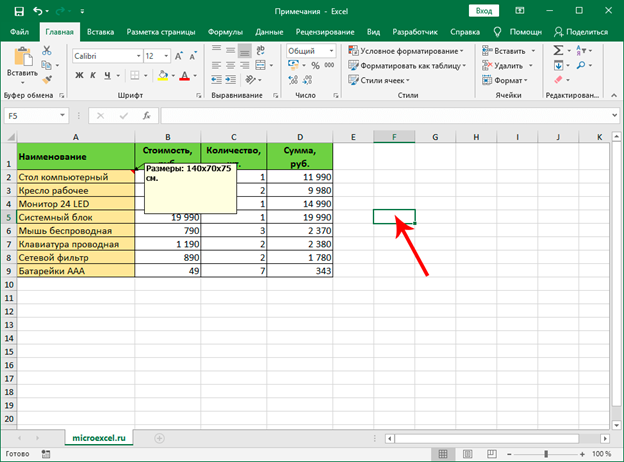 Примечания - Excel
Вход
Файл Главная Вставка Разметка страницы Формулы Данные Рецензирование Вид Разработчик Справка Помощн Поделиться
Вставить
Calibri 12
Ж К Ч
Общий
Условное форматирование
Форматировать как таблицу
Стили ячеек
Вставить
Удалить
Формат
Буфер обмена Шрифт Выравнивание Число Стили Ячейки Редактирование
F5 fx
A B C D E F G H I J K
1 Наименование Стоимость, Количество, Сумма, руб.
2 Стол компьютерный 1 11 990
Размеры: 140х70х75
см.
3 Кресло рабочее 2 9 980
4 Монитор 24 LED 1 14 990
5 Системный блок 19 990 1 19 990
6 Мышь беспроводная 790 3 2 370
7 Клавиатура проводная 1 190 2 2 380
8 Сетевой фильтр 890 2 1 780
9 Батарейки ААА 49 7 343
10
11
12
13
14
15
16
17
18
19
20
microexcel.ru
Готово 100 %